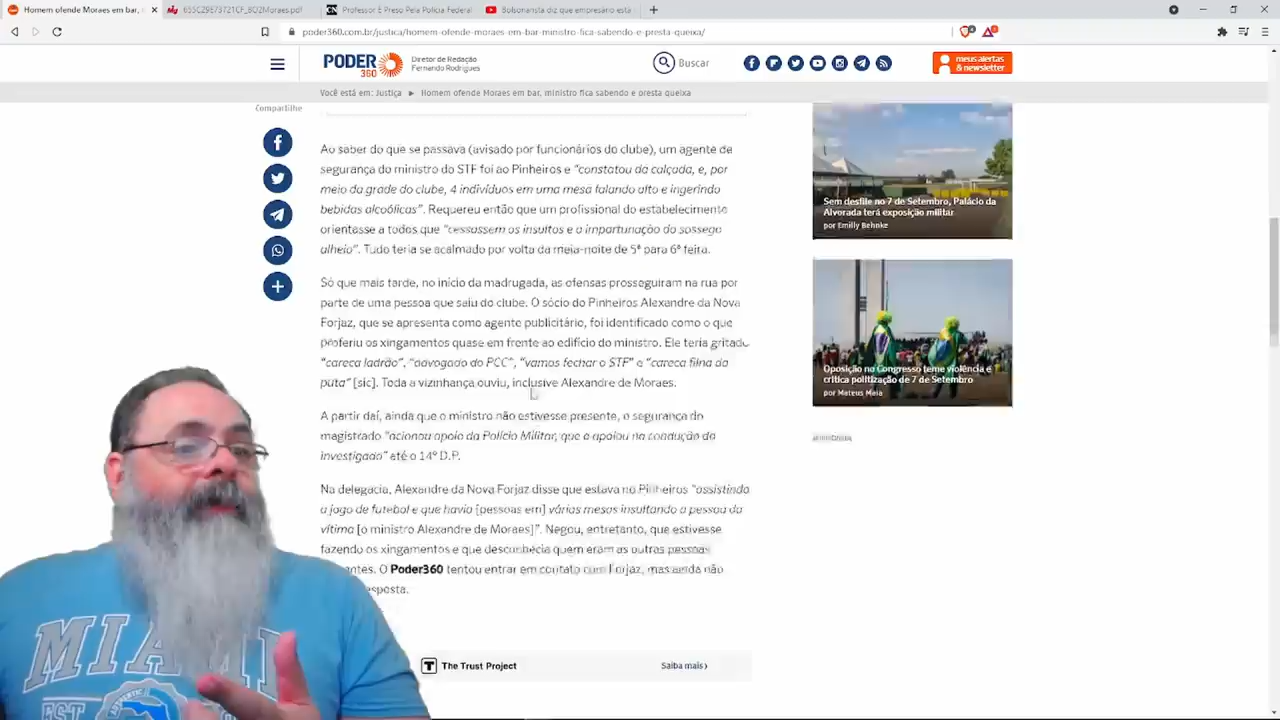 Homem ofende Moraes em bar,
655CZ9E73721CF_BO2Moraes.pdf
Professor É Preso Pela Polícia Federal
Bolsonarista diz que empresário está
poder360.com.br/justica/homem-ofende-moraes-em-bar-ministro-fica-sabendo-e-presta-queixa/
PODER 360
Diretor de Redação
Fernando Rodrigues
Buscar
meus alertas
& newsletter
Você está em: Justiça ► Homem ofende Moraes em bar, ministro fica sabendo e presta queixa
Compartilhe
Ao saber do que se passava (avisado por funcionários do clube), um agente de
segurança do ministro do STF foi ao Pinheiros e "constatou da calçada, e, por
meio da grade do clube, 4 indivíduos em uma mesa falando alto e ingerindo
bebidas alcoólicas". Requereu então que um profissional do estabelecimento
orientasse a todos que "cessassem os insultos e a importunação do sossego
alheio". Tudo teria se acalmado por volta da meia-noite de 5ª para 6ª feira.
Só que mais tarde, no início da madrugada, as ofensas prosseguiram na rua por
parte de uma pessoa que saiu do clube. O sócio do Pinheiros Alexandre da Nova
Forjaz, que se apresenta como agente publicitário, foi identificado como o que
proferiu os xingamentos quase em frente ao edifício do ministro. Ele teria gritado
"careca ladrão", "advogado do PCC", "vamos fechar o STF" e "careca filha da
puta" [sic]. Toda a vizinhança ouviu, inclusive Alexandre de Moraes.
A partir daí, ainda que o ministro não estivesse presente, o segurança do
magistrado "acionou apoio da Polícia Militar, que o apoiou na condução do
investigado" até o 14º D.P.
Na delegacia, Alexandre da Nova Forjaz disse que estava no Pinheiros "assistindo
a jogo de futebol e que havia [pessoas em] várias mesas insultando a pessoa da
vítima [o ministro Alexandre de Moraes]". Negou, entretanto, que estivesse
fazendo os xingamentos e que desconhecia quem eram as outras pessoas
entes. O Poder360 tentou entrar em contato com Forjaz, mas ainda não
esposta.
Sem desfile no 7 de Setembro, Palácio da
Alvorada terá exposição militar
por Emilly Behnke
Oposição no Congresso teme violência e
critica politização de 7 de Setembro
por Mateus Maia
The Trust Project
Saiba mais ›
MIAMI